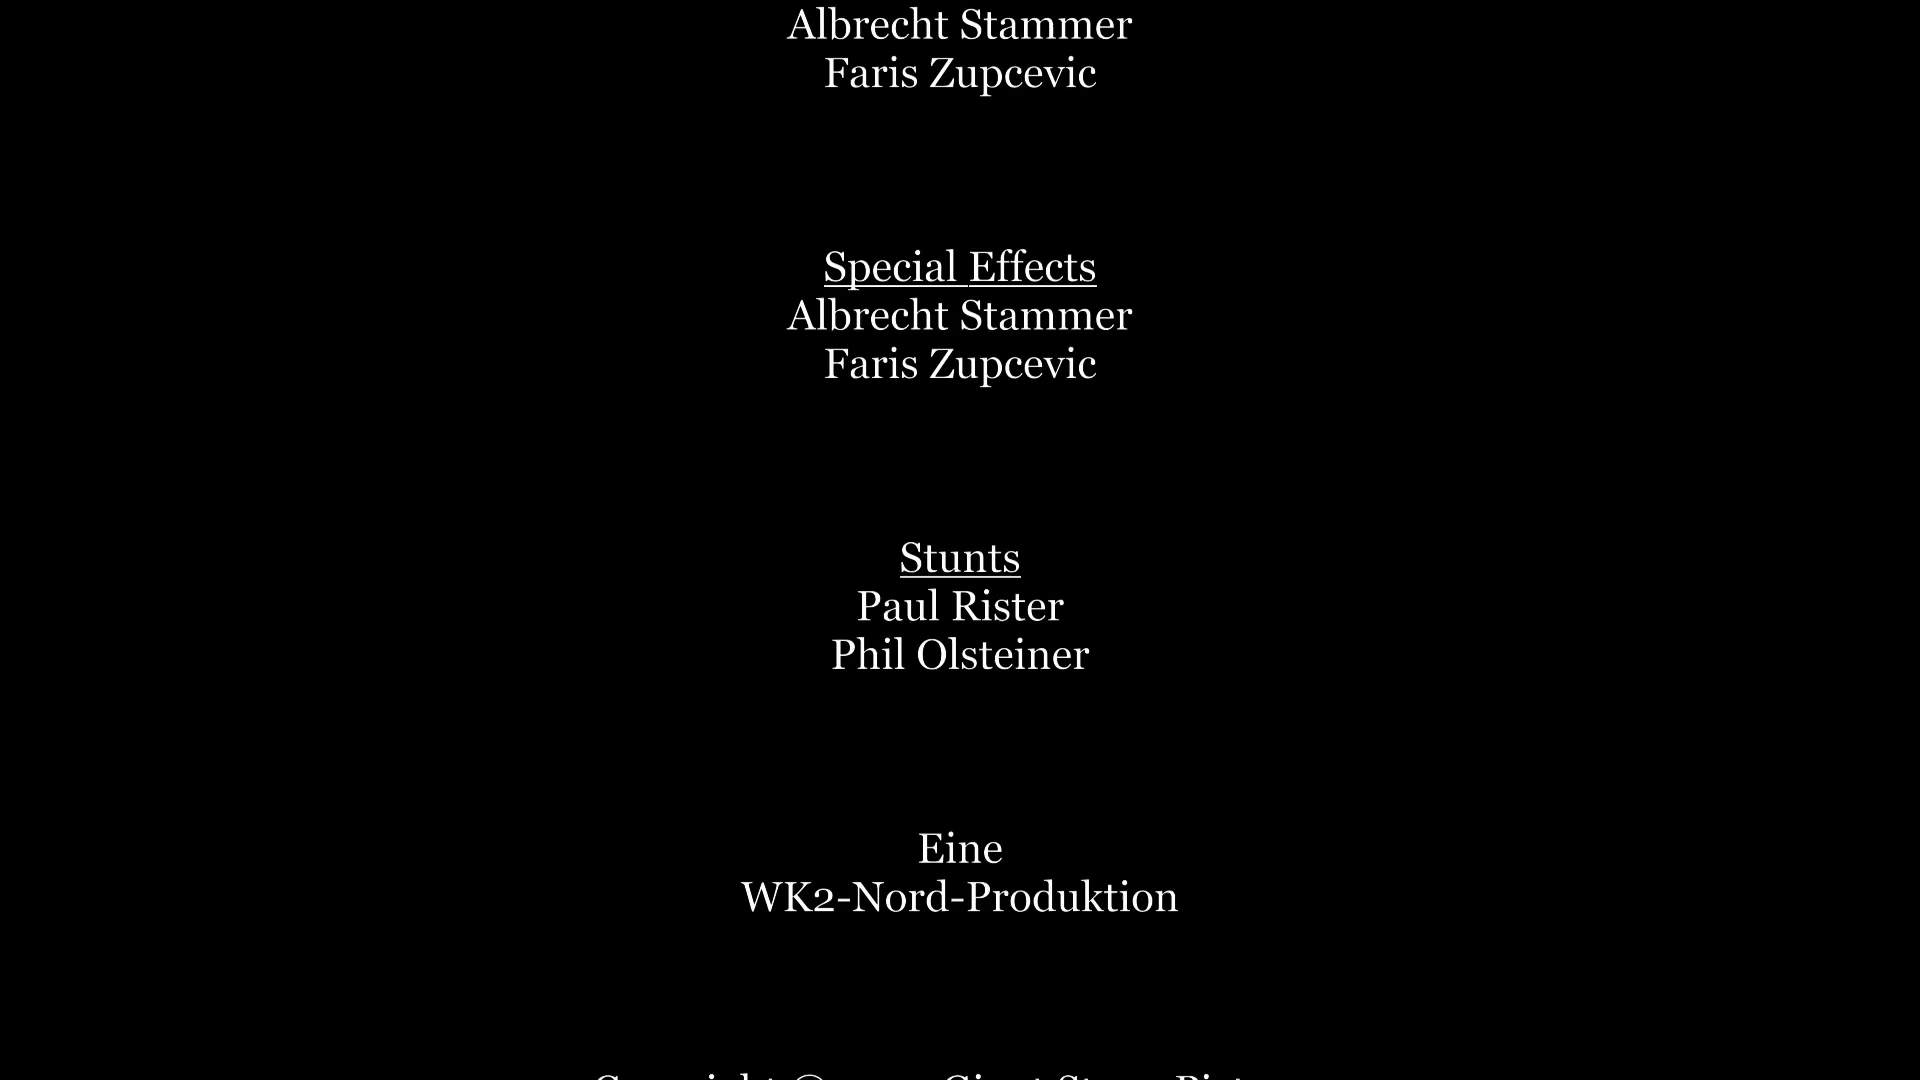 Albrecht Stammer
Faris Zupcevic
Special Effects
Albrecht Stammer
Faris Zupcevic
Stunts
Paul Rister
Phil Olsteiner
Eine
WK2-Nord-Produktion